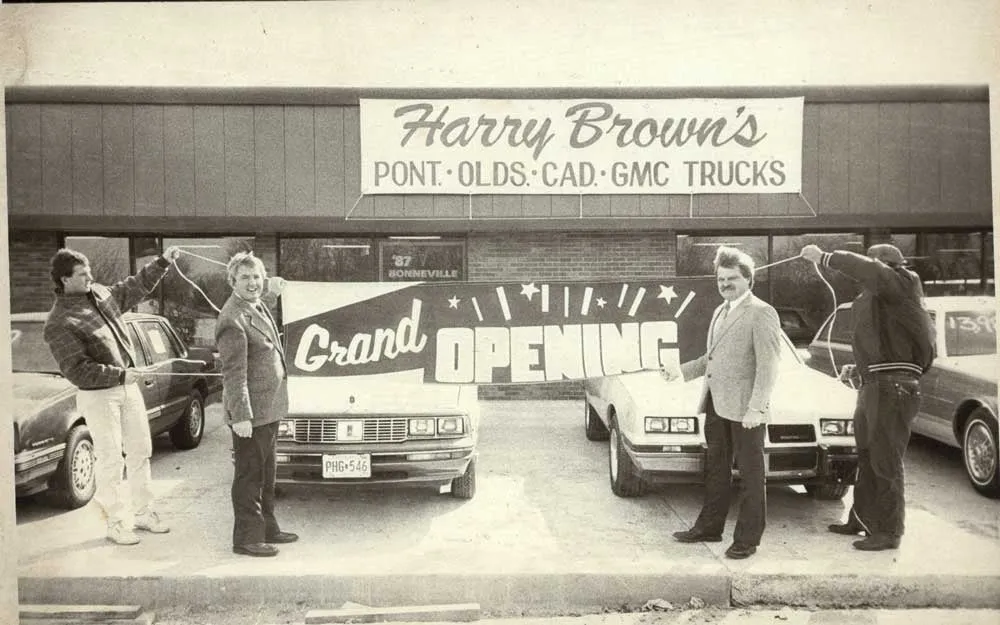 Harry Brown's
PONT. • OLDS. • CAD. • GMC TRUCKS
'87
BONNEVILLE
Grand OPENING
PHG•546